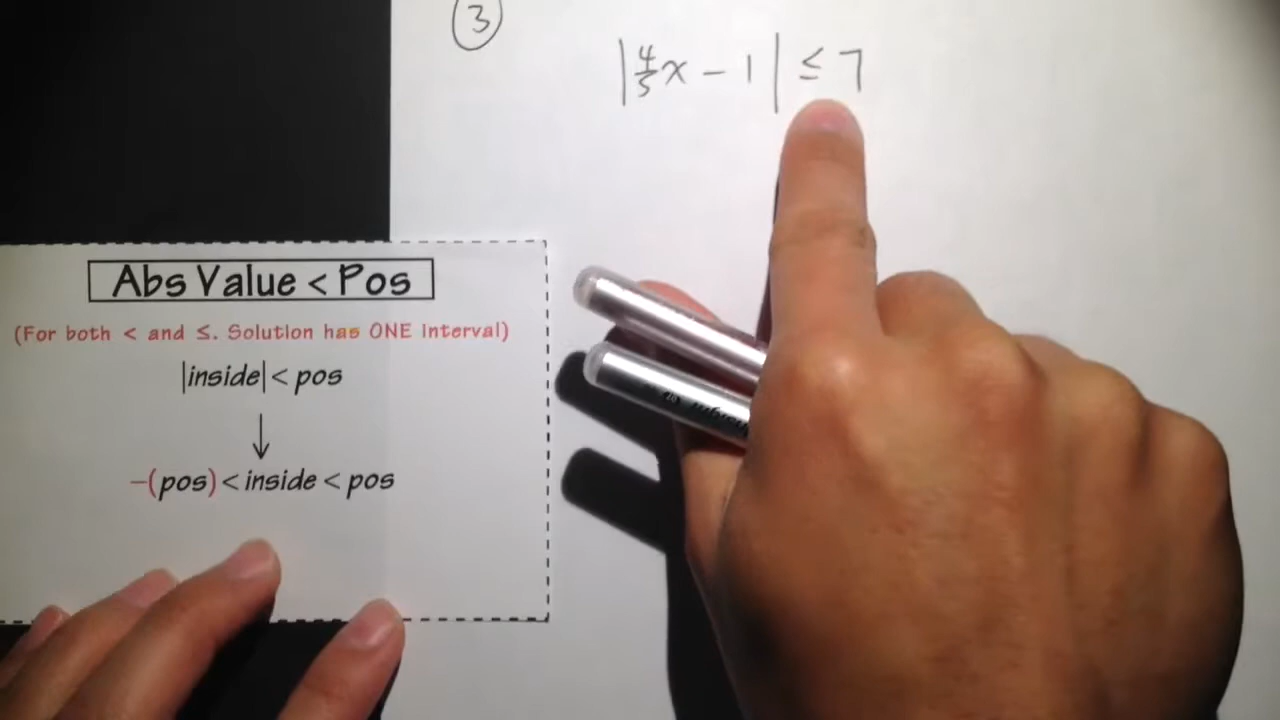 3
|4/5 x - 1| ≤ 7
Abs Value < Pos
(For both < and ≤. Solution has ONE interval)
|inside| < pos
↓
-(pos) < inside < pos